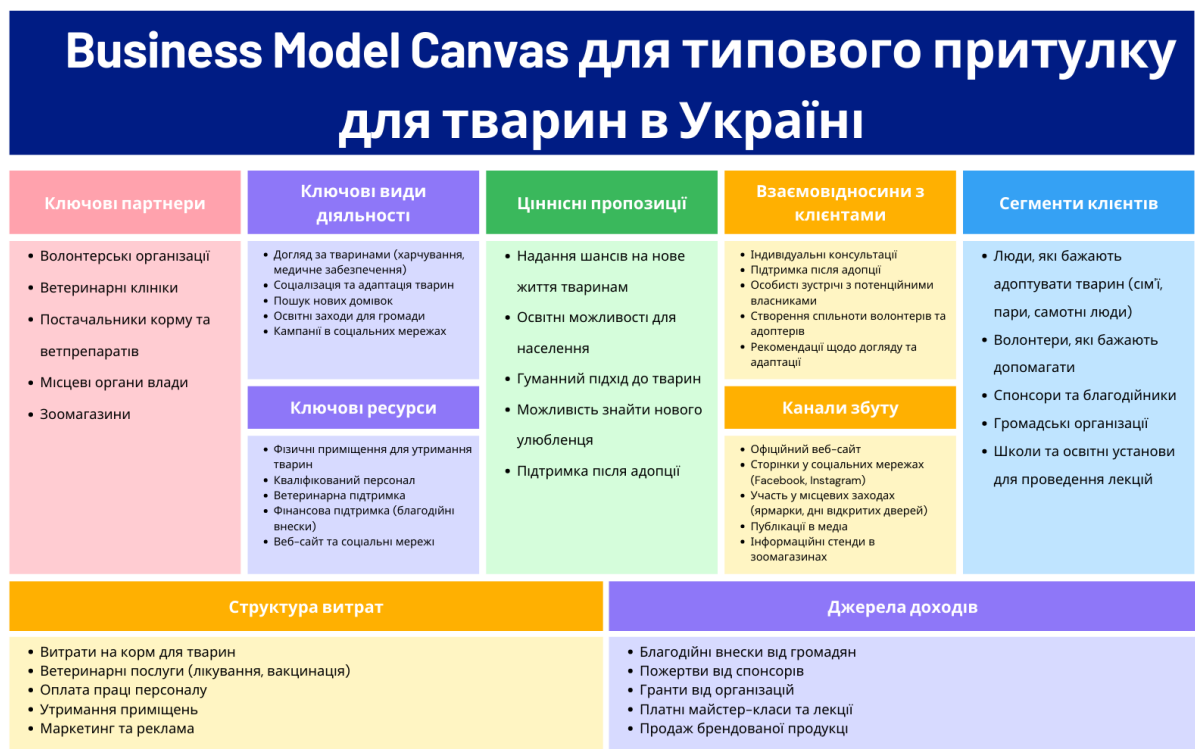 Business Model Canvas для типового притулку
для тварин в Україні
Ключові партнери
Волонтерські організації
Ветеринарні клініки
Постачальники корму та
ветпрепаратів
Місцеві органи влади
Зоомагазини
Ключові види
діяльності
Догляд за тваринами (харчування,
медичне забезпечення)
Соціалізація та адаптація тварин
Пошук нових домівок
Освітні заходи для громади
Кампанії в соціальних мережах
Ключові ресурси
Фізичні приміщення для утримання
тварин
Кваліфікований персонал
Ветеринарна підтримка
Фінансова підтримка (благодійні
внески)
Веб-сайт та соціальні мережі
Ціннісні пропозиції
Надання шансів на нове
життя тваринам
Освітні можливості для
населення
Гуманний підхід до тварин
Можливість знайти нового
улюбленця
Підтримка після адопції
Взаємовідносини з
клієнтами
Індивідуальні консультації
Підтримка після адопції
Особисті зустрічі з потенційними
власниками
Створення спільноти волонтерів та
адоптерів
Рекомендації щодо догляду та
адаптації
Канали збуту
Офіційний веб-сайт
Сторінки у соціальних мережах
(Facebook, Instagram)
Участь у місцевих заходах
(ярмарки, дні відкритих дверей)
Публікації в медіа
Інформаційні стенди в
зоомагазинах
Сегменти клієнтів
Люди, які бажають
адоптувати тварин (сім'ї,
пари, самотні люди)
Волонтери, які бажають
допомагати
Спонсори та благодійники
Громадські організації
Школи та освітні установи
для проведення лекцій
Структура витрат
Витрати на корм для тварин
Ветеринарні послуги (лікування, вакцинація)
Оплата праці персоналу
Утримання приміщень
Маркетинг та реклама
Джерела доходів
Благодійні внески від громадян
Пожертви від спонсорів
Гранти від організацій
Платні майстер-класи та лекції
Продаж брендованої продукці